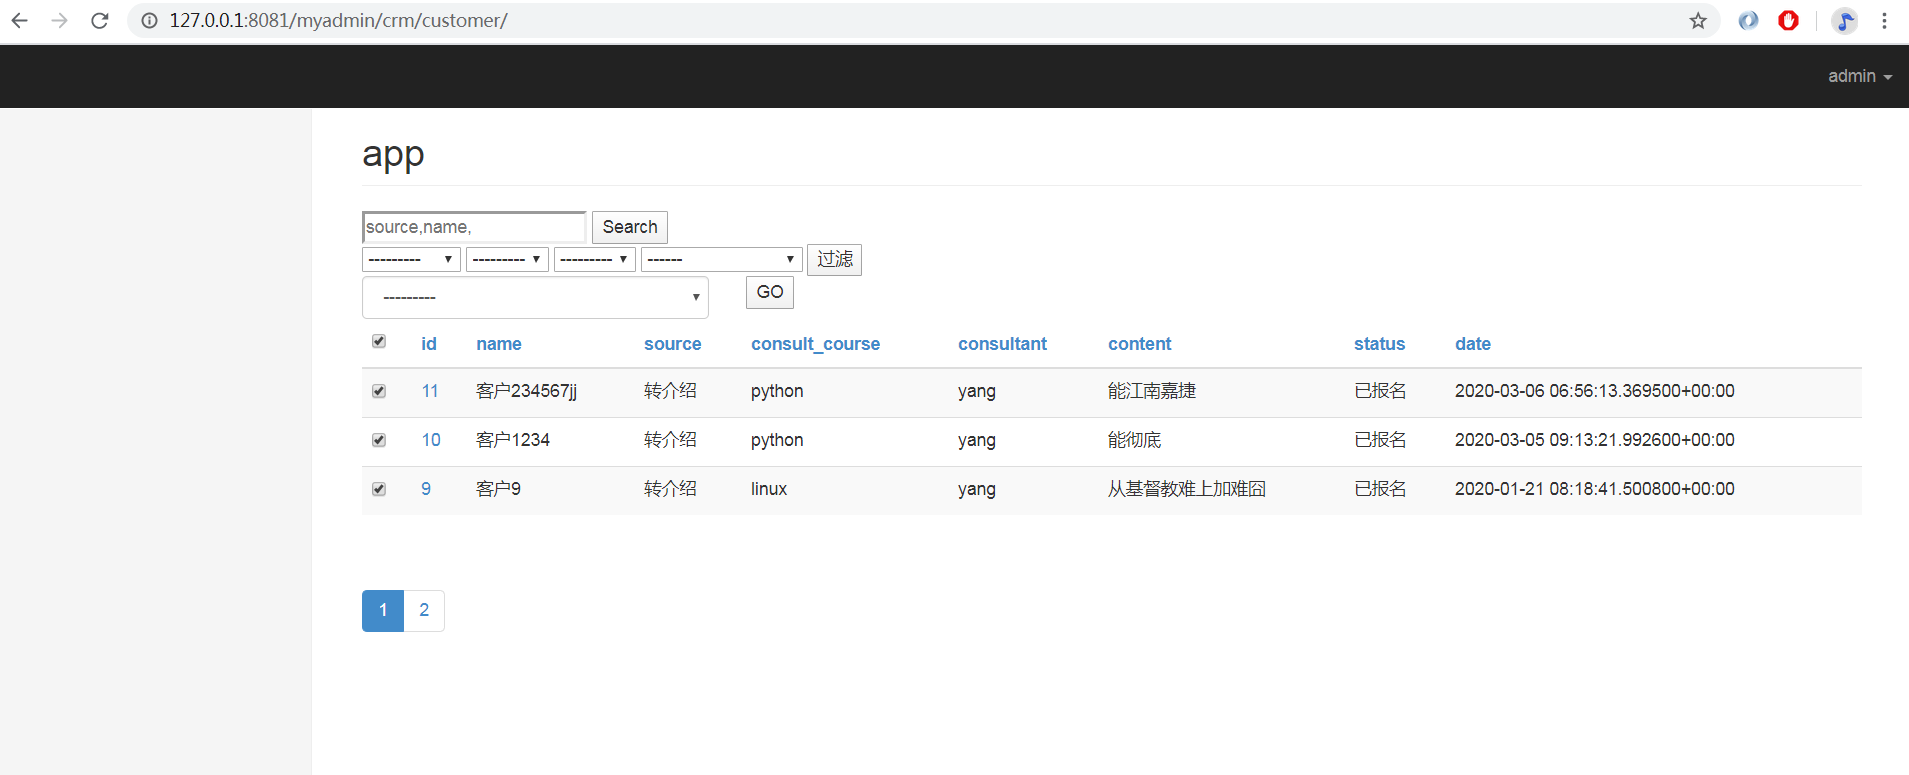 127.0.0.1:8081/myadmin/crm/customer/
admin
app
source,name, Search
--------- --------- --------- ------ 过滤
--------- GO
id name source consult_course consultant content status date
11 客户234567jj 转介绍 python yang 能江南嘉捷 已报名 2020-03-06 06:56:13.369500+00:00
10 客户1234 转介绍 python yang 能彻底 已报名 2020-03-05 09:13:21.992600+00:00
9 客户9 转介绍 linux yang 从基督教难上加难囧 已报名 2020-01-21 08:18:41.500800+00:00
1 2